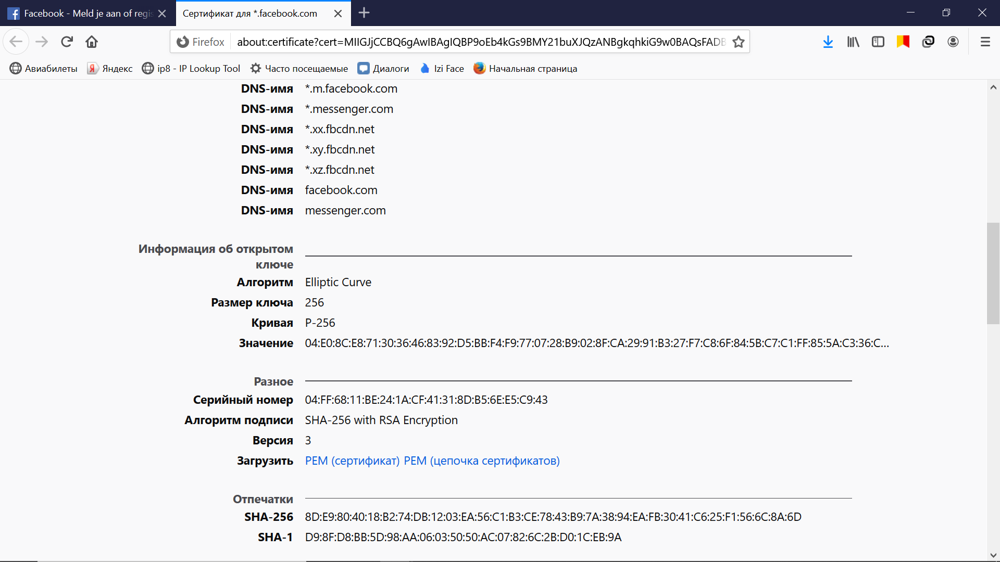 Facebook - Meld je aan of regis
Сертификат для *.facebook.com
Firefox
about:certificate?cert=MIIGJjCCBQ6gAwIBAgIQBP9oEb4kGs9BMY21buXJQzANBgkqhkiG9w0BAQsFADB
Авиабилеты
Яндекс
ip8 - IP Lookup Tool
Часто посещаемые
Диалоги
Izi Face
Начальная страница
DNS-имя *.m.facebook.com
DNS-имя *.messenger.com
DNS-имя *.xx.fbcdn.net
DNS-имя *.xy.fbcdn.net
DNS-имя *.xz.fbcdn.net
DNS-имя facebook.com
DNS-имя messenger.com
Информация об открытом
ключе
Алгоритм Elliptic Curve
Размер ключа 256
Кривая P-256
Значение 04:E0:8C:E8:71:30:36:46:83:92:D5:BB:F4:F9:77:07:28:B9:02:8F:CA:29:91:B3:27:F7:C8:6F:84:5B:C7:C1:FF:85:5A:C3:36:C...
Разное
Серийный номер 04:FF:68:11:BE:24:1A:CF:41:31:8D:B5:6E:E5:C9:43
Алгоритм подписи SHA-256 with RSA Encryption
Версия 3
Загрузить PEM (сертификат) PEM (цепочка сертификатов)
Отпечатки
SHA-256 8D:E9:80:40:18:B2:74:DB:12:03:EA:56:C1:B3:CE:78:43:B9:7A:38:94:EA:FB:30:41:C6:25:F1:56:6C:8A:6D
SHA-1 D9:8F:D8:BB:5D:98:AA:06:03:50:50:AC:07:82:6C:2B:D0:1C:EB:9A